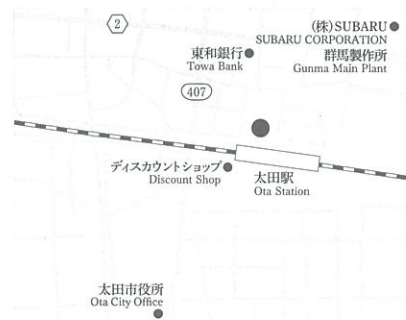 2
(株)SUBARU
SUBARU CORPORATION
群馬製作所
Gunma Main Plant
東和銀行
Towa Bank
407
ディスカウントショップ
Discount Shop
太田駅
Ota Station
太田市役所
Ota City Office